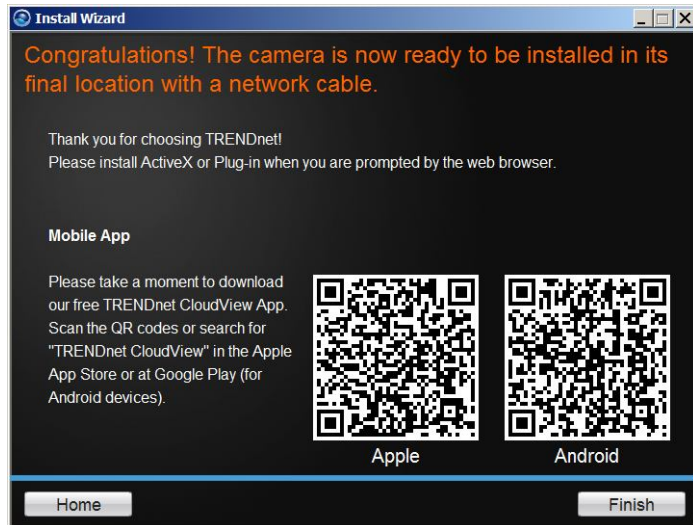 Install Wizard
Congratulations! The camera is now ready to be installed in its
final location with a network cable.
Thank you for choosing TRENDnet!
Please install ActiveX or Plug-in when you are prompted by the web browser.
Mobile App
Please take a moment to download
our free TRENDnet CloudView App.
Scan the QR codes or search for
"TRENDnet CloudView" in the Apple
App Store or at Google Play (for
Android devices).
Apple
Android
Home
Finish